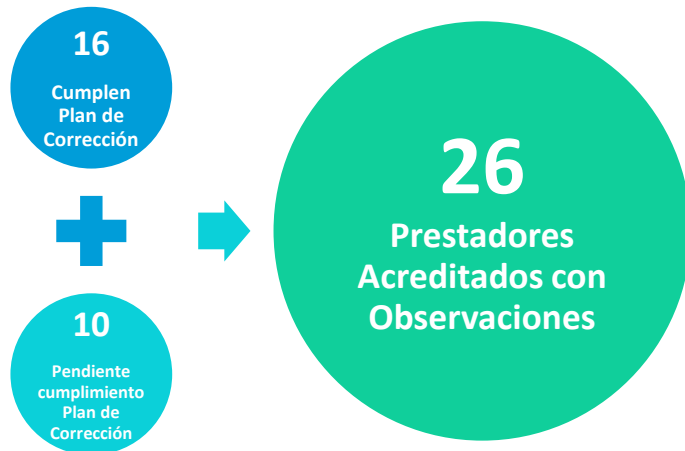 16
Cumplen
Plan de
Corrección
10
Pendiente
cumplimiento
Plan de
Corrección
26
Prestadores
Acreditados con
Observaciones